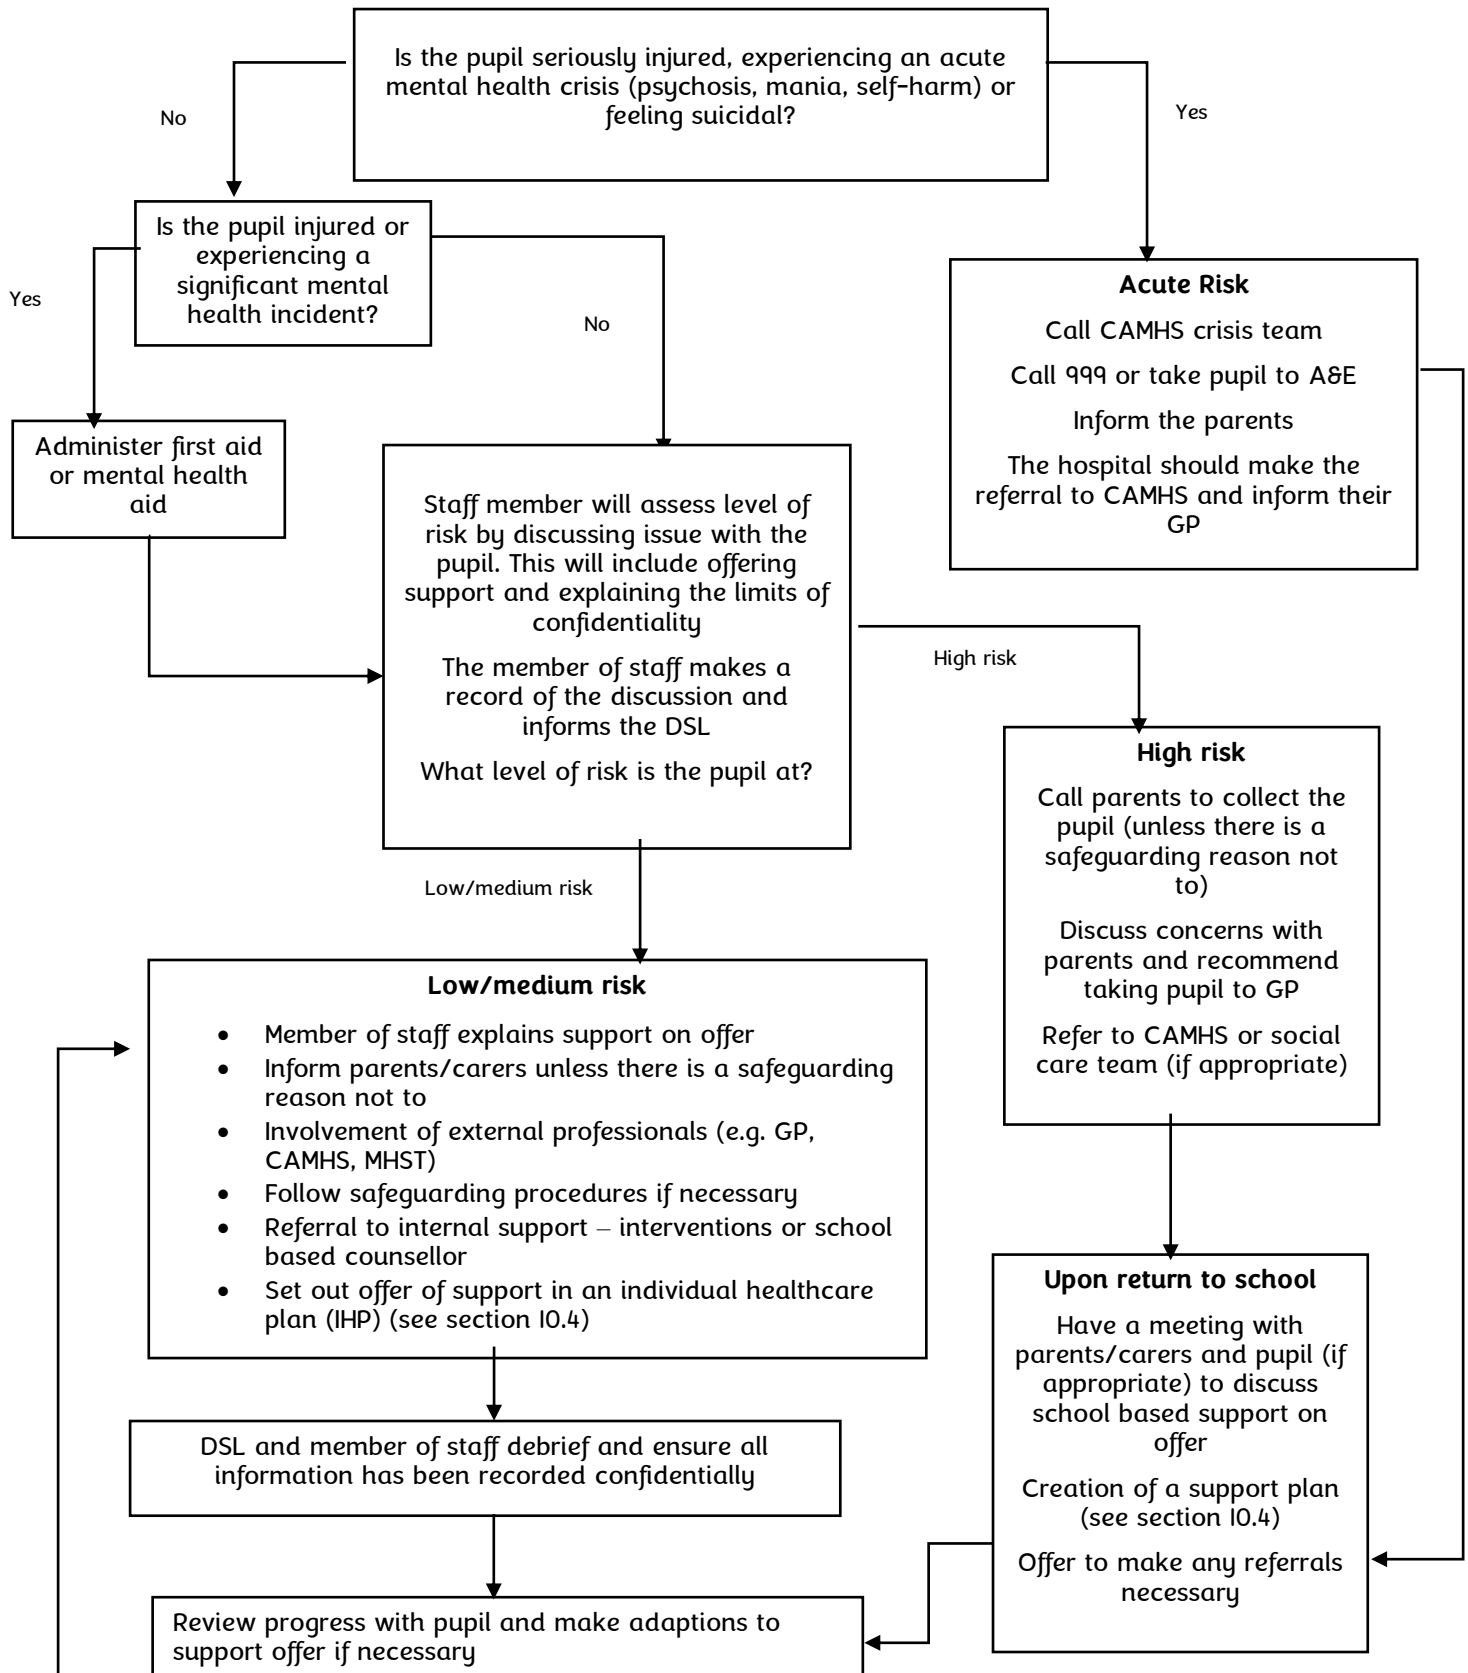 Is the pupil seriously injured, experiencing an acute
mental health crisis (psychosis, mania, self-harm) or
feeling suicidal?
No
Yes
Is the pupil injured or
experiencing a
significant mental
health incident?
Yes
No
Acute Risk
Call CAMHS crisis team
Call 999 or take pupil to A&E
Inform the parents
The hospital should make the
referral to CAMHS and inform their
GP
Administer first aid
or mental health
aid
Staff member will assess level of
risk by discussing issue with the
pupil. This will include offering
support and explaining the limits of
confidentiality
The member of staff makes a
record of the discussion and
informs the DSL
What level of risk is the pupil at?
High risk
High risk
Call parents to collect the
pupil (unless there is a
safeguarding reason not
to)
Discuss concerns with
parents and recommend
taking pupil to GP
Refer to CAMHS or social
care team (if appropriate)
Low/medium risk
Low/medium risk
• Member of staff explains support on offer
• Inform parents/carers unless there is a safeguarding
reason not to
• Involvement of external professionals (e.g. GP,
CAMHS, MHST)
• Follow safeguarding procedures if necessary
• Referral to internal support – interventions or school
based counsellor
• Set out offer of support in an individual healthcare
plan (IHP) (see section 10.4)
Upon return to school
Have a meeting with
parents/carers and pupil (if
appropriate) to discuss
school based support on
offer
Creation of a support plan
(see section 10.4)
Offer to make any referrals
necessary
DSL and member of staff debrief and ensure all
information has been recorded confidentially
Review progress with pupil and make adaptions to
support offer if necessary